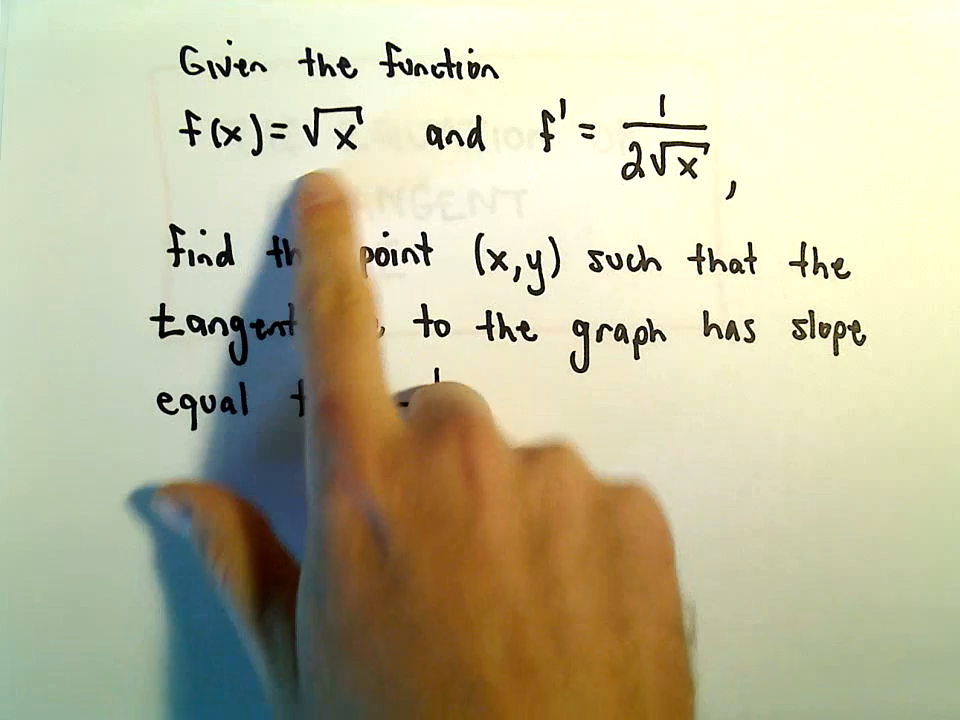 Given the function
f(x) = √x and f' = 1/(2√x),
find point (x,y) such that the
tangent to the graph has slope
equal